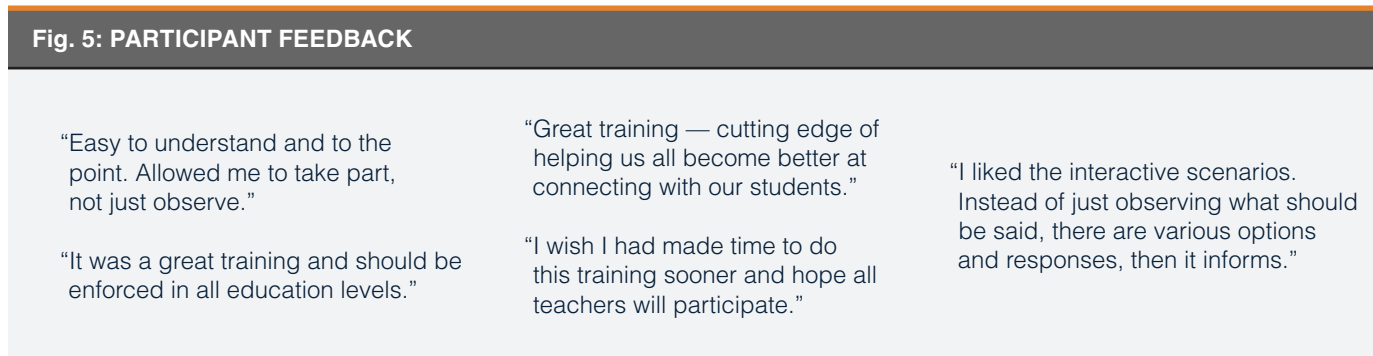 Fig. 5: PARTICIPANT FEEDBACK
“Easy to understand and to the
point. Allowed me to take part,
not just observe.”
“It was a great training and should be
enforced in all education levels.”
“Great training — cutting edge of
helping us all become better at
connecting with our students.”
“I wish I had made time to do
this training sooner and hope all
teachers will participate.”
“I liked the interactive scenarios.
Instead of just observing what should
be said, there are various options
and responses, then it informs.”